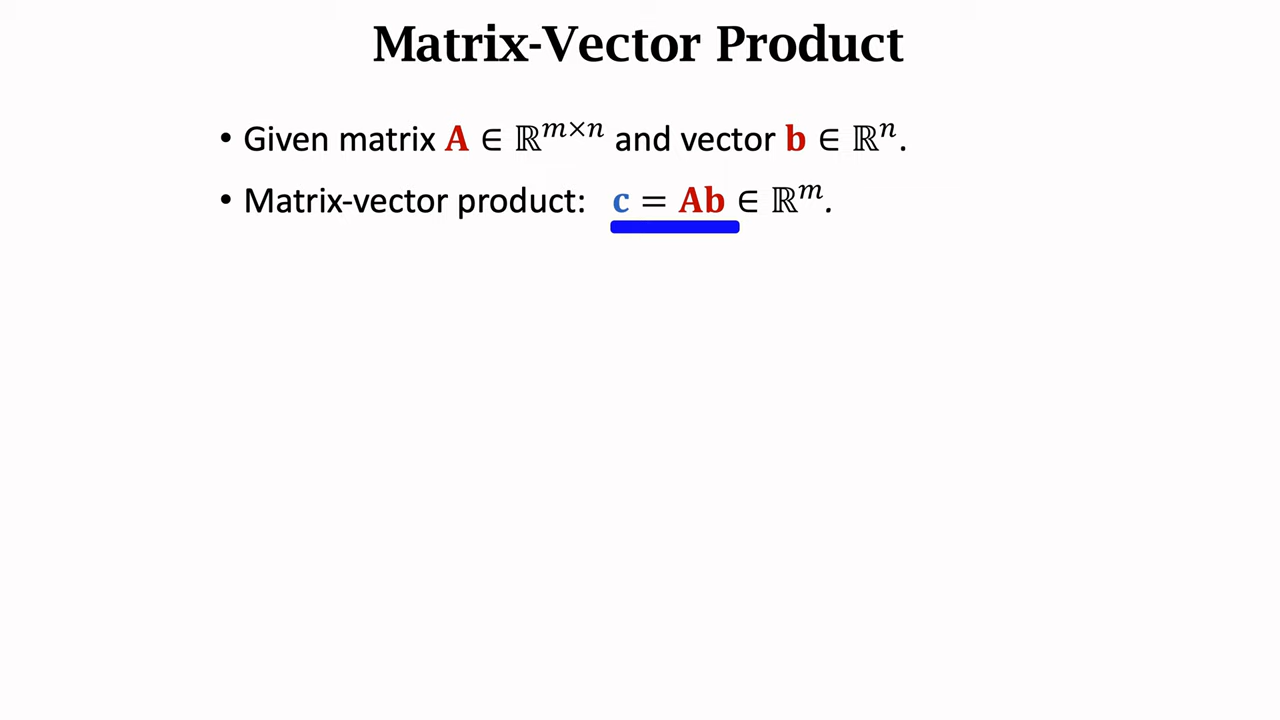 Matrix-Vector Product
• Given matrix A ∈ ℝ^{m×n} and vector b ∈ ℝ^n.
• Matrix-vector product: c = Ab ∈ ℝ^m.